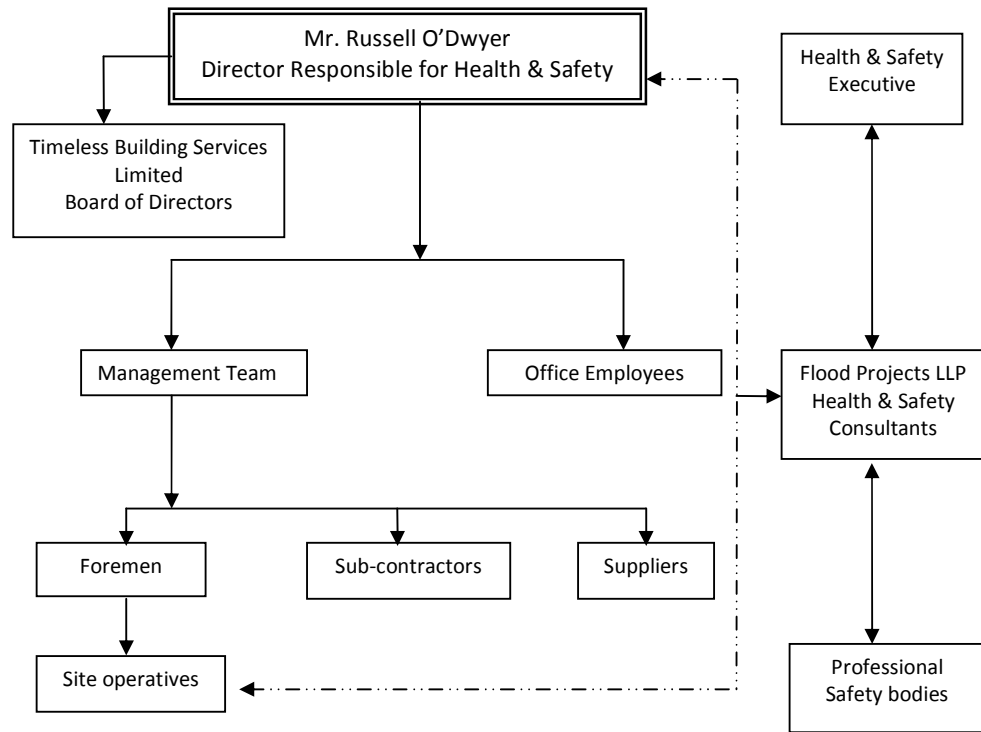 Mr. Russell O’Dwyer
Director Responsible for Health & Safety
Health & Safety
Executive
Timeless Building Services
Limited
Board of Directors
Management Team
Office Employees
Flood Projects LLP
Health & Safety
Consultants
Foremen
Sub-contractors
Suppliers
Site operatives
Professional
Safety bodies